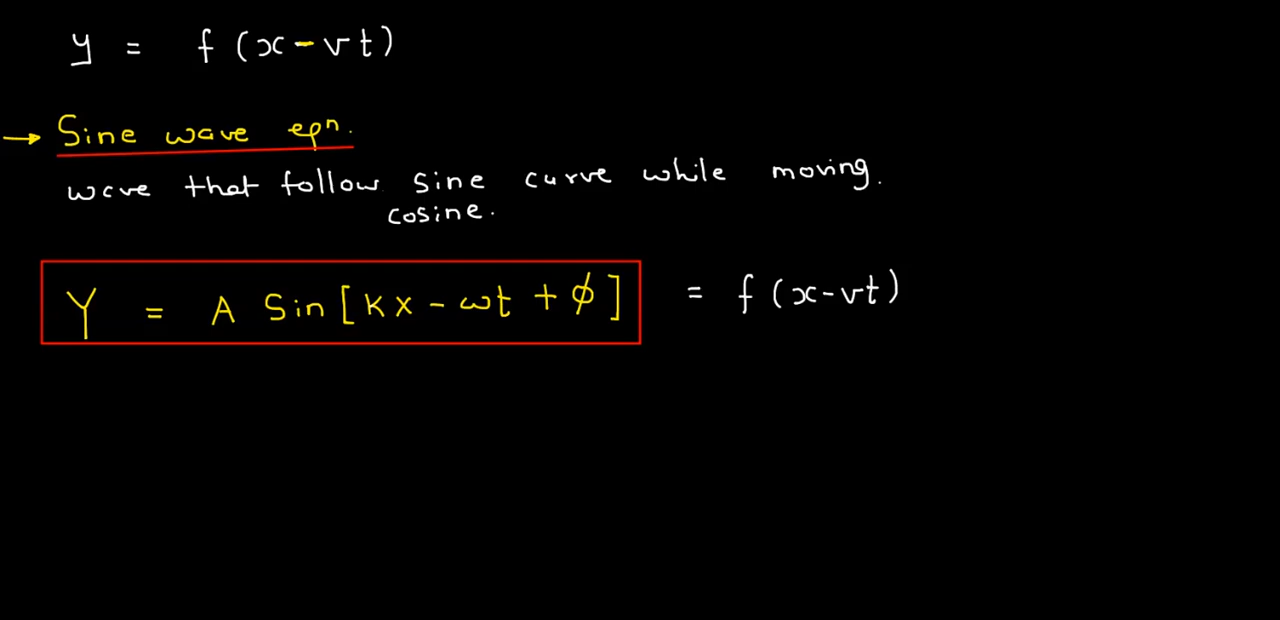 y = f (x - vt)
→ Sine wave eqn.
wave that follow sine curve while moving.
cosine.
Y = A Sin [kx - ωt + ϕ] = f (x - vt)